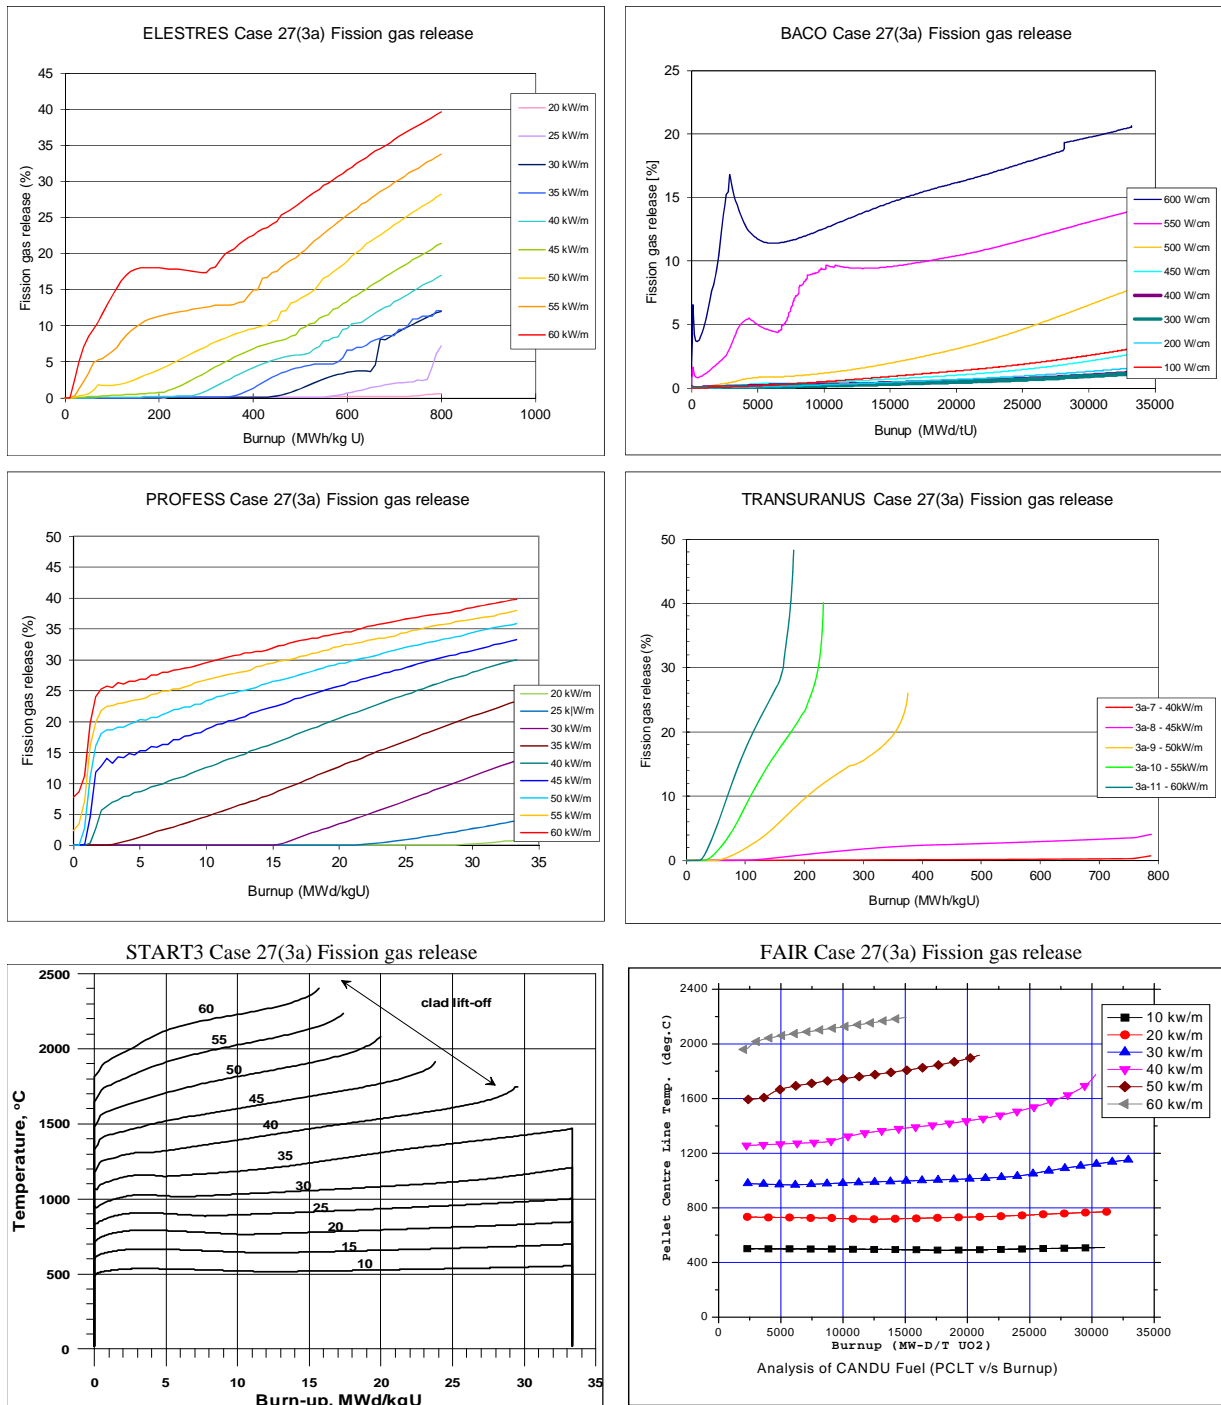 ELESTRES Case 27(3a) Fission gas release
Fission gas release (%)
45
40
35
30
25
20
15
10
5
0
0 200 400 600 800 1000
Burnup (MWh/kg U)
20 kW/m
25 kW/m
30 kW/m
35 kW/m
40 kW/m
45 kW/m
50 kW/m
55 kW/m
60 kW/m
BACO Case 27(3a) Fission gas release
Fission gas release [%]
25
20
15
10
5
0
0 5000 10000 15000 20000 25000 30000 35000
Bunup (MWd/tU)
600 W/cm
550 W/cm
500 W/cm
450 W/cm
400 W/cm
300 W/cm
200 W/cm
100 W/cm
PROFESS Case 27(3a) Fission gas release
Fission gas release (%)
50
45
40
35
30
25
20
15
10
5
0
0 5 10 15 20 25 30 35
Burnup (MWd/kgU)
20 kW/m
25 k|W/m
30 kW/m
35 kW/m
40 kW/m
45 kW/m
50 kW/m
55 kW/m
60 kW/m
TRANSURANUS Case 27(3a) Fission gas release
Fission gas release (%)
50
40
30
20
10
0
0 100 200 300 400 500 600 700 800
Burnup (MWh/kgU)
3a-7 - 40kW/m
3a-8 - 45kW/m
3a-9 - 50kW/m
3a-10 - 55kW/m
3a-11 - 60kW/m
START3 Case 27(3a) Fission gas release
Temperature, °C
2500
2000
1500
1000
500
0
60
55
50
45
40
35
30
25
20
15
10
clad lift-off
0 5 10 15 20 25 30 35
Burn-up, MWd/kgU
FAIR Case 27(3a) Fission gas release
Pellet Centre Line Temp. (deg.C)
2400
2000
1600
1200
800
400
0
0 5000 10000 15000 20000 25000 30000 35000
Burnup (MW-D/T UO2)
10 kw/m
20 kw/m
30 kw/m
40 kw/m
50 kw/m
60 kw/m
Analysis of CANDU Fuel (PCLT v/s Burnup)